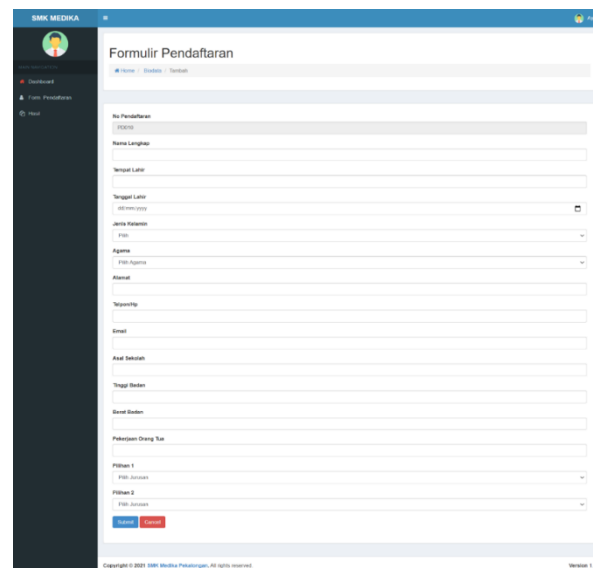 SMK MEDIKA
Formulir Pendaftaran
Home / Biodata / Tambah
Dashboard
Form Pendaftaran
Hasil
No Pendaftaran
PD010
Nama Lengkap
Tempat Lahir
Tanggal Lahir
dd/mm/yyyy
Jenis Kelamin
Pilih
Agama
Pilih Agama
Alamat
Telpon/Hp
Email
Asal Sekolah
Tinggi Badan
Berat Badan
Pekerjaan Orang Tua
Pilihan 1
Pilih Jurusan
Pilihan 2
Pilih Jurusan
Submit Cancel
Copyright © 2021 SMK Medika Pekalongan. All rights reserved.
Version 1